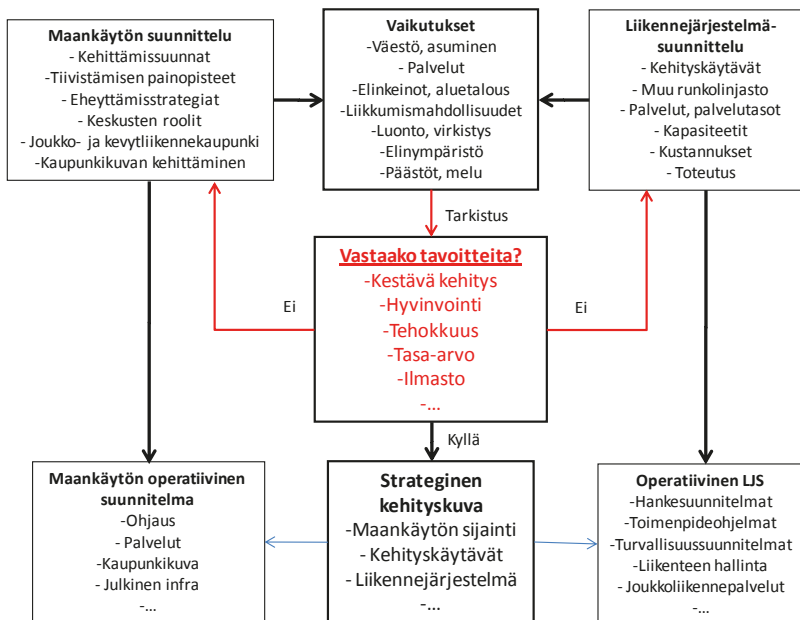 Maankäytön suunnittelu
- Kehittämissuunnat
-Tiivistämisen painopisteet
- Eheyttämisstrategiat
- Keskusten roolit
- Joukko- ja kevytliikennekaupunki
-Kaupunkikuvan kehittäminen
Vaikutukset
-Väestö, asuminen
- Palvelut
-Elinkeinot, aluetalous
-Liikkumismahdollisuudet
-Luonto, virkistys
-Elinympäristö
-Päästöt, melu
Liikennejärjestelmä-
suunnittelu
- Kehityskäytävät
- Muu runkolinjasto
- Palvelut, palvelutasot
- Kapasiteetit
- Kustannukset
- Toteutus
Tarkistus
Vastaako tavoitteita?
-Kestävä kehitys
-Hyvinvointi
-Tehokkuus
-Tasa-arvo
-Ilmasto
-...
Ei
Ei
Kyllä
Maankäytön operatiivinen
suunnitelma
-Ohjaus
- Palvelut
-Kaupunkikuva
- Julkinen infra
-...
Strateginen
kehityskuva
-Maankäytön sijainti
- Kehityskäytävät
- Liikennejärjestelmä
-...
Operatiivinen LJS
-Hankesuunnitelmat
-Toimenpideohjelmat
-Turvallisuussuunnitelmat
-Liikenteen hallinta
-Joukkoliikennepalvelut
-...